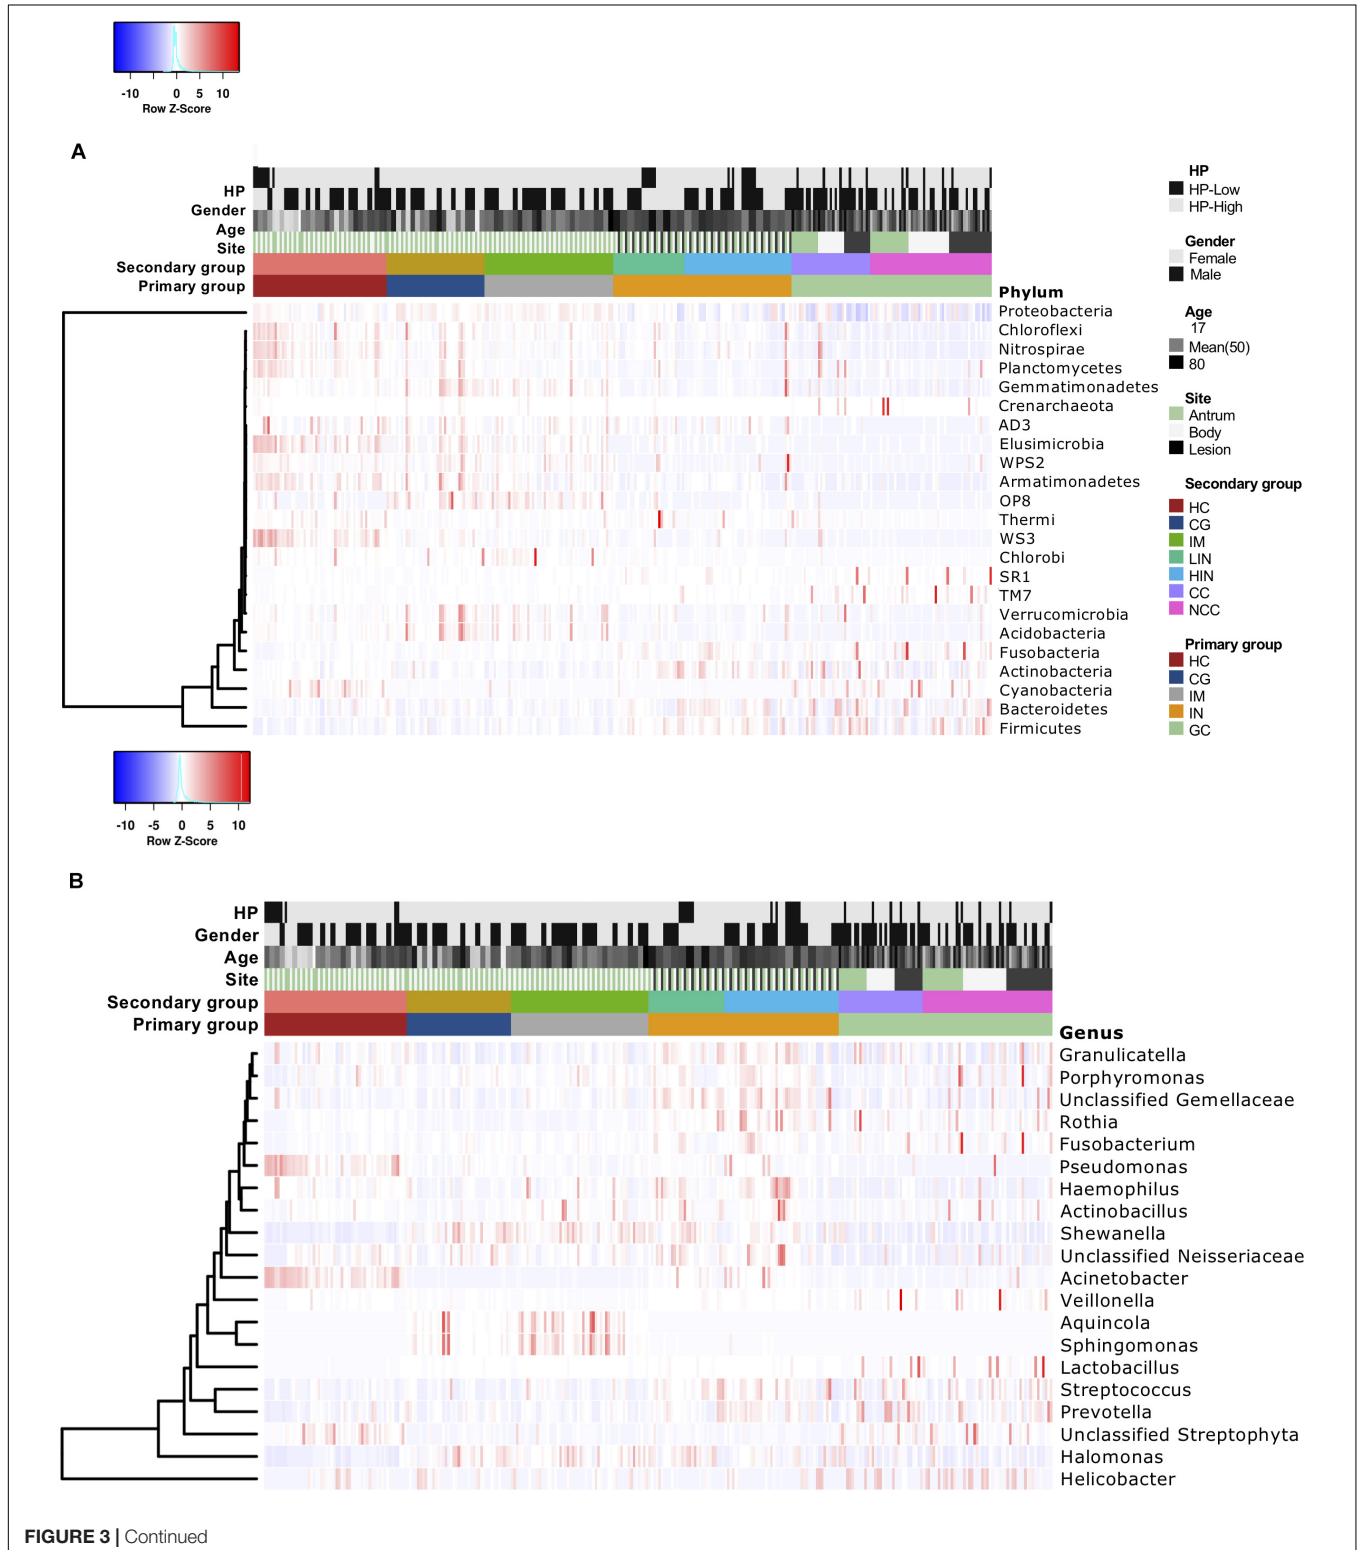 -10 0 5 10
Row Z-Score
A
HP
Gender
Age
Site
Secondary group
Primary group
Phylum
Proteobacteria
Chloroflexi
Nitrospirae
Planctomycetes
Gemmatimonadetes
Crenarchaeota
AD3
Elusimicrobia
WPS2
Armatimonadetes
OP8
Thermi
WS3
Chlorobi
SR1
TM7
Verrucomicrobia
Acidobacteria
Fusobacteria
Actinobacteria
Cyanobacteria
Bacteroidetes
Firmicutes
HP
HP-Low
HP-High
Gender
Female
Male
Age
17
Mean(50)
80
Site
Antrum
Body
Lesion
Secondary group
HC
CG
IM
LIN
HIN
CC
NCC
Primary group
HC
CG
IM
IN
GC
-10 -5 0 5 10
Row Z-Score
B
HP
Gender
Age
Site
Secondary group
Primary group
Genus
Granulicatella
Porphyromonas
Unclassified Gemellaceae
Rothia
Fusobacterium
Pseudomonas
Haemophilus
Actinobacillus
Shewanella
Unclassified Neisseriaceae
Acinetobacter
Veillonella
Aquincola
Sphingomonas
Lactobacillus
Streptococcus
Prevotella
Unclassified Streptophyta
Halomonas
Helicobacter
FIGURE 3 | Continued